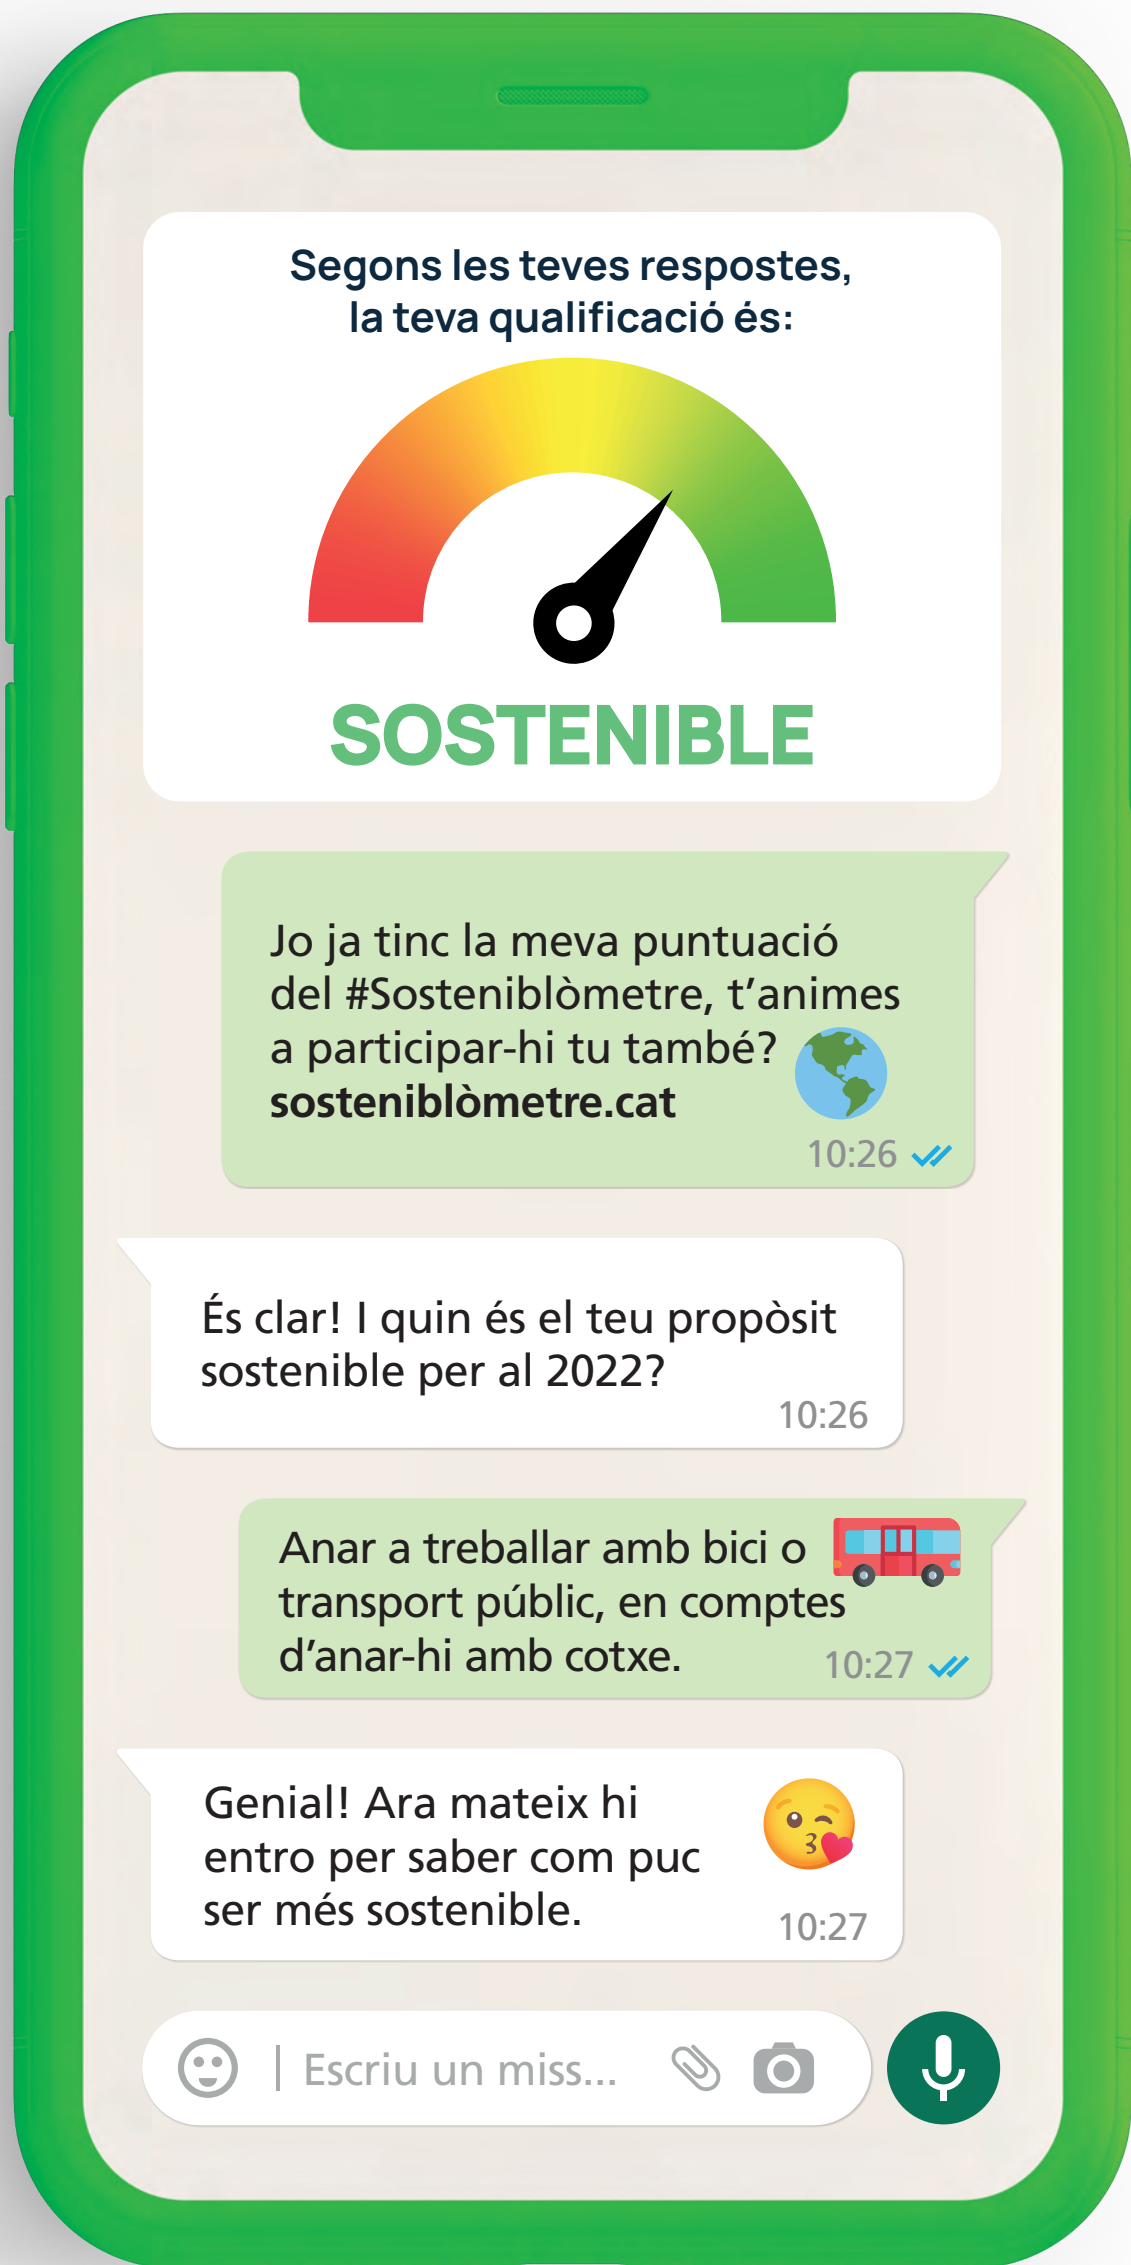 Segons les teves respostes,
la teva qualificació és:
SOSTENIBLE
Jo ja tinc la meva puntuació
del #Sosteniblòmetre, t’animes
a participar-hi tu també?
sosteniblòmetre.cat
10:26
És clar! I quin és el teu propòsit
sostenible per al 2022?
10:26
Anar a treballar amb bici o
transport públic, en comptes
d’anar-hi amb cotxe.
10:27
Genial! Ara mateix hi
entro per saber com puc
ser més sostenible.
10:27
Escriu un miss...